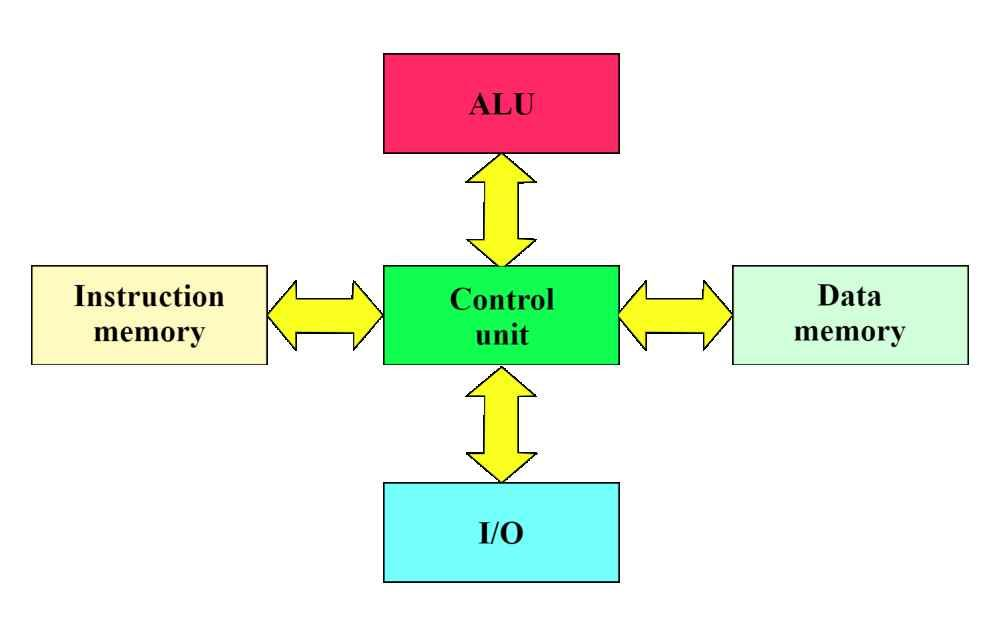 ALU
Instruction
memory
Control
unit
Data
memory
I/O